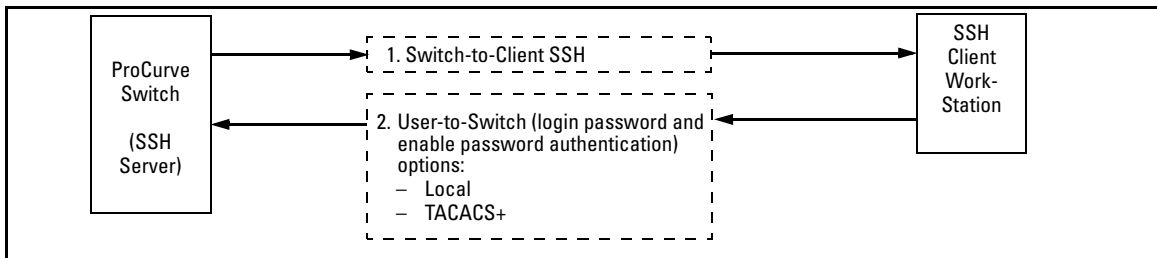 ProCurve
Switch
(SSH
Server)
1. Switch-to-Client SSH
2. User-to-Switch (login password and
enable password authentication)
options:
– Local
– TACACS+
SSH
Client
Work-
Station